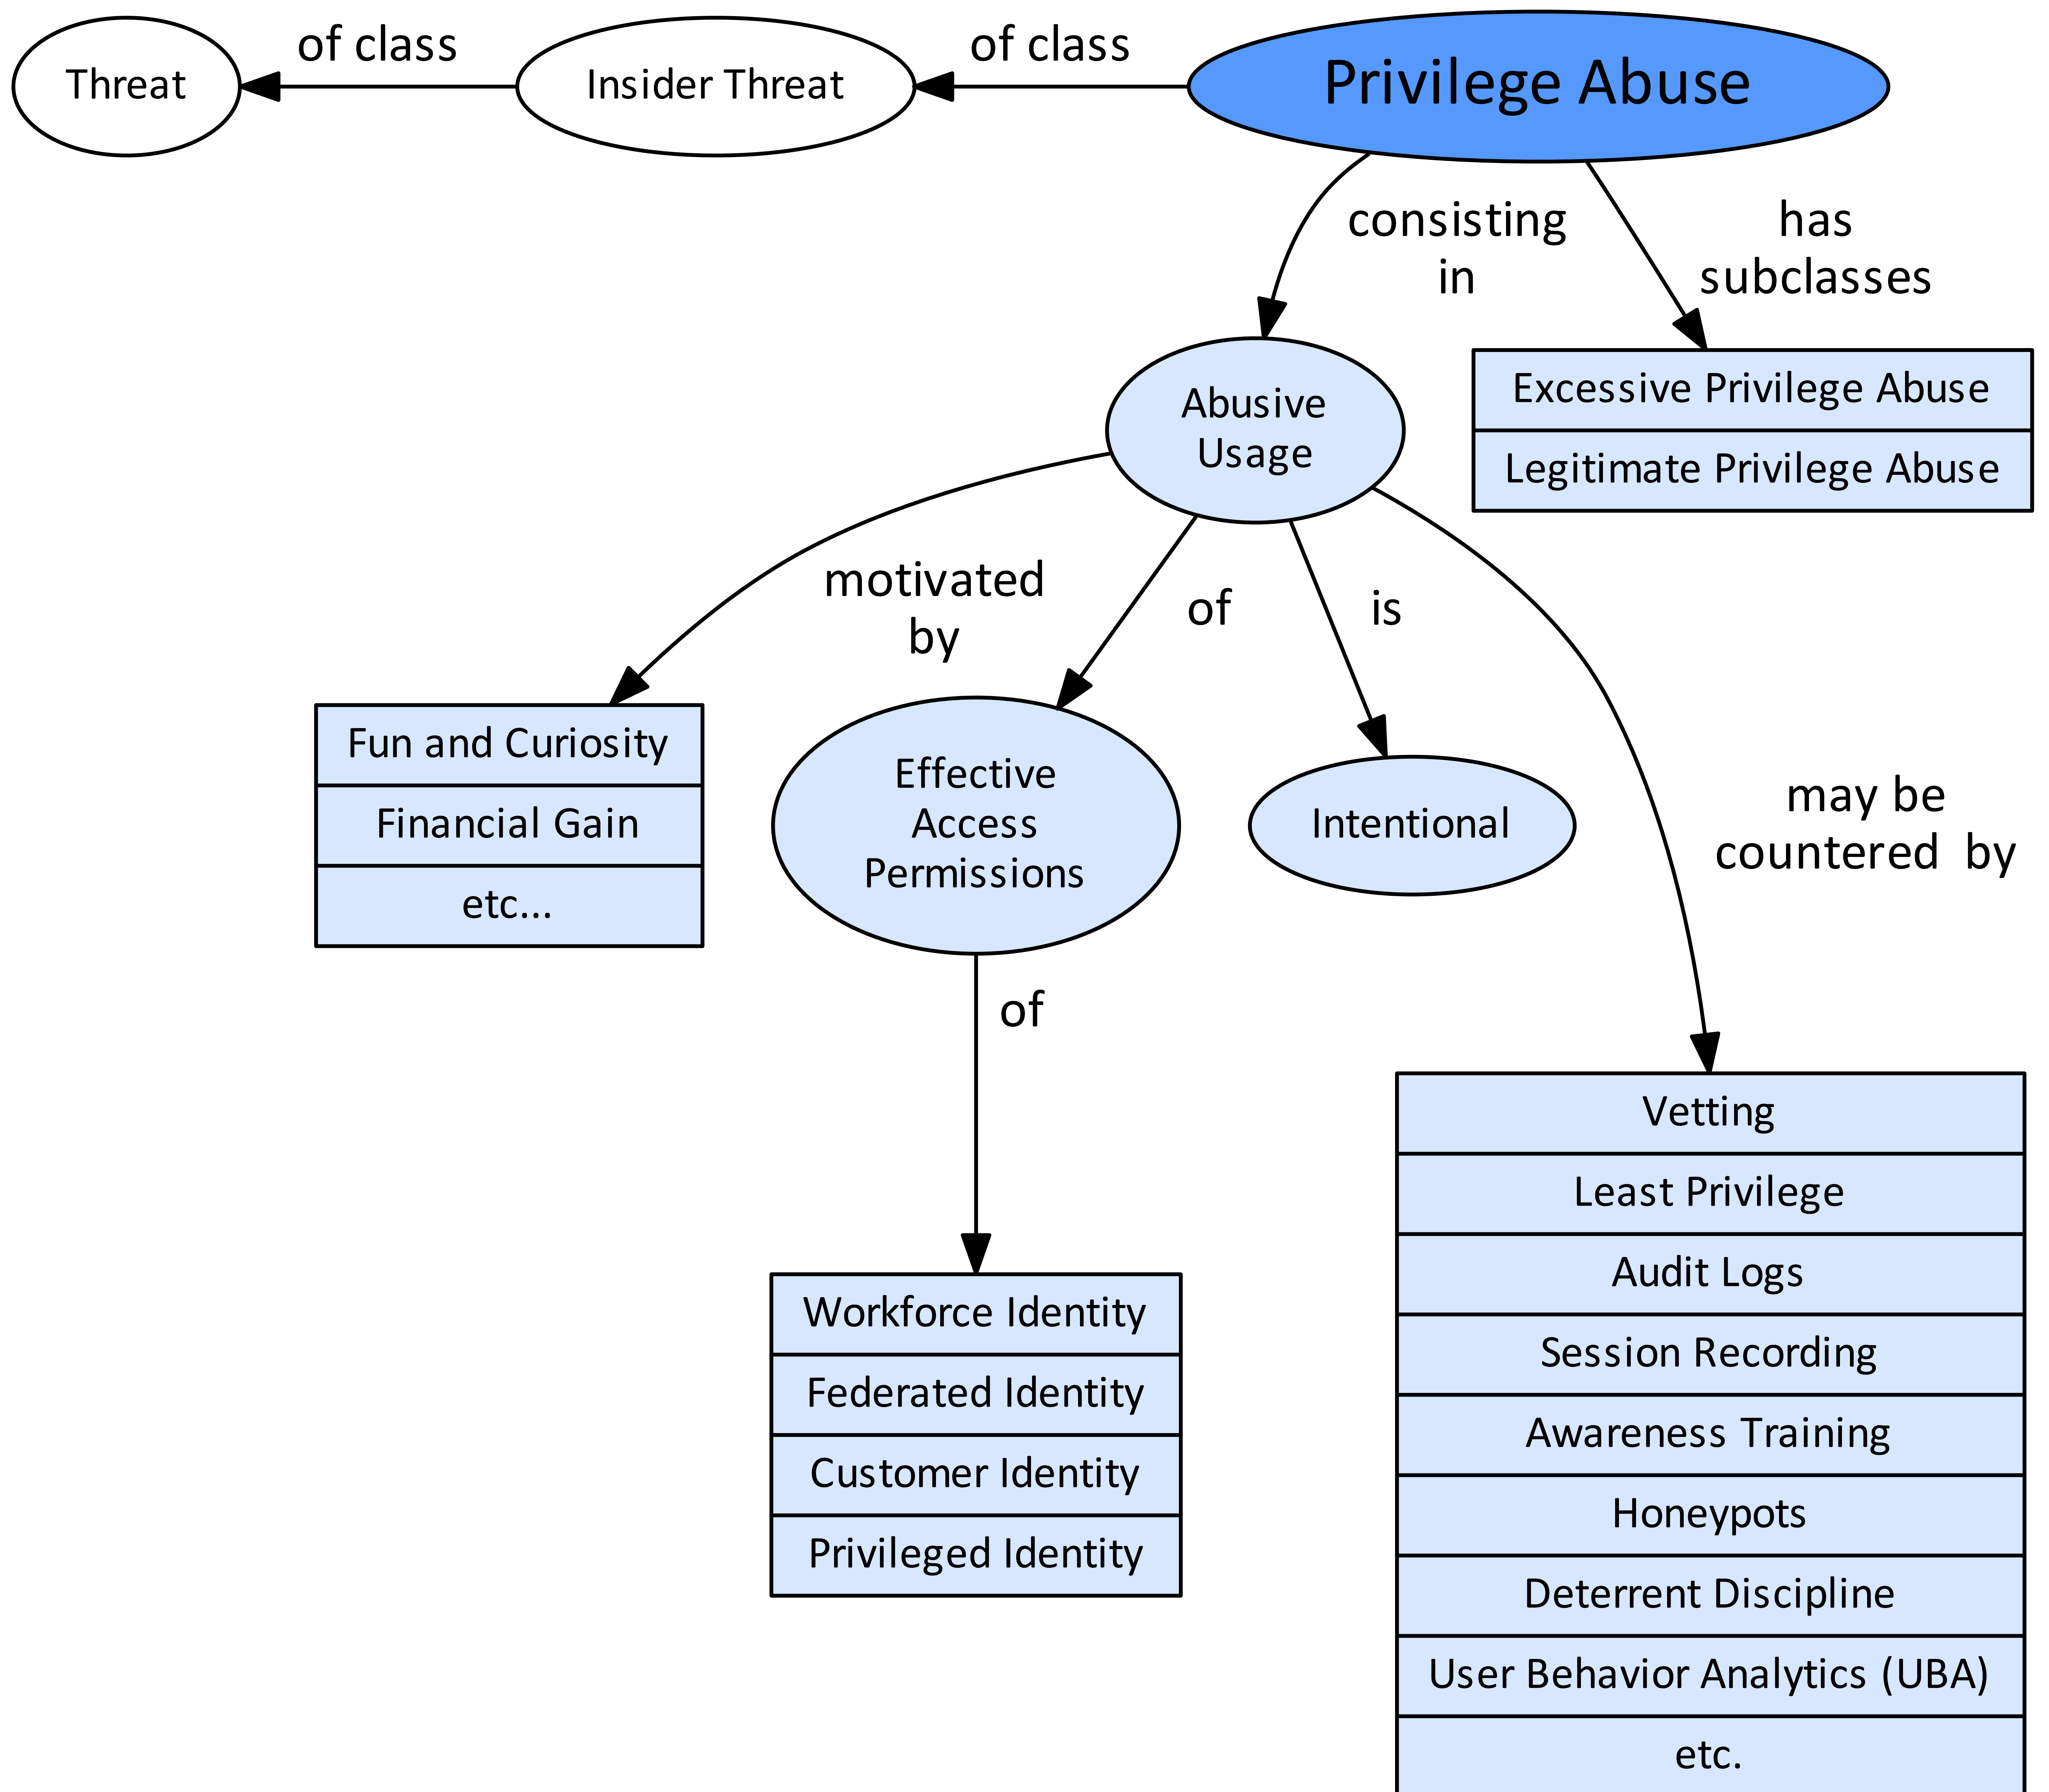 of class
of class
Threat
Insider Threat
Privilege Abuse
consisting
in
has
subclasses
Abusive
Usage
Excessive Privilege Abuse
Legitimate Privilege Abuse
motivated
by
of
is
may be
countered by
Fun and Curiosity
Financial Gain
etc...
Effective
Access
Permissions
Intentional
of
Workforce Identity
Federated Identity
Customer Identity
Privileged Identity
Vetting
Least Privilege
Audit Logs
Session Recording
Awareness Training
Honeypots
Deterrent Discipline
User Behavior Analytics (UBA)
etc.